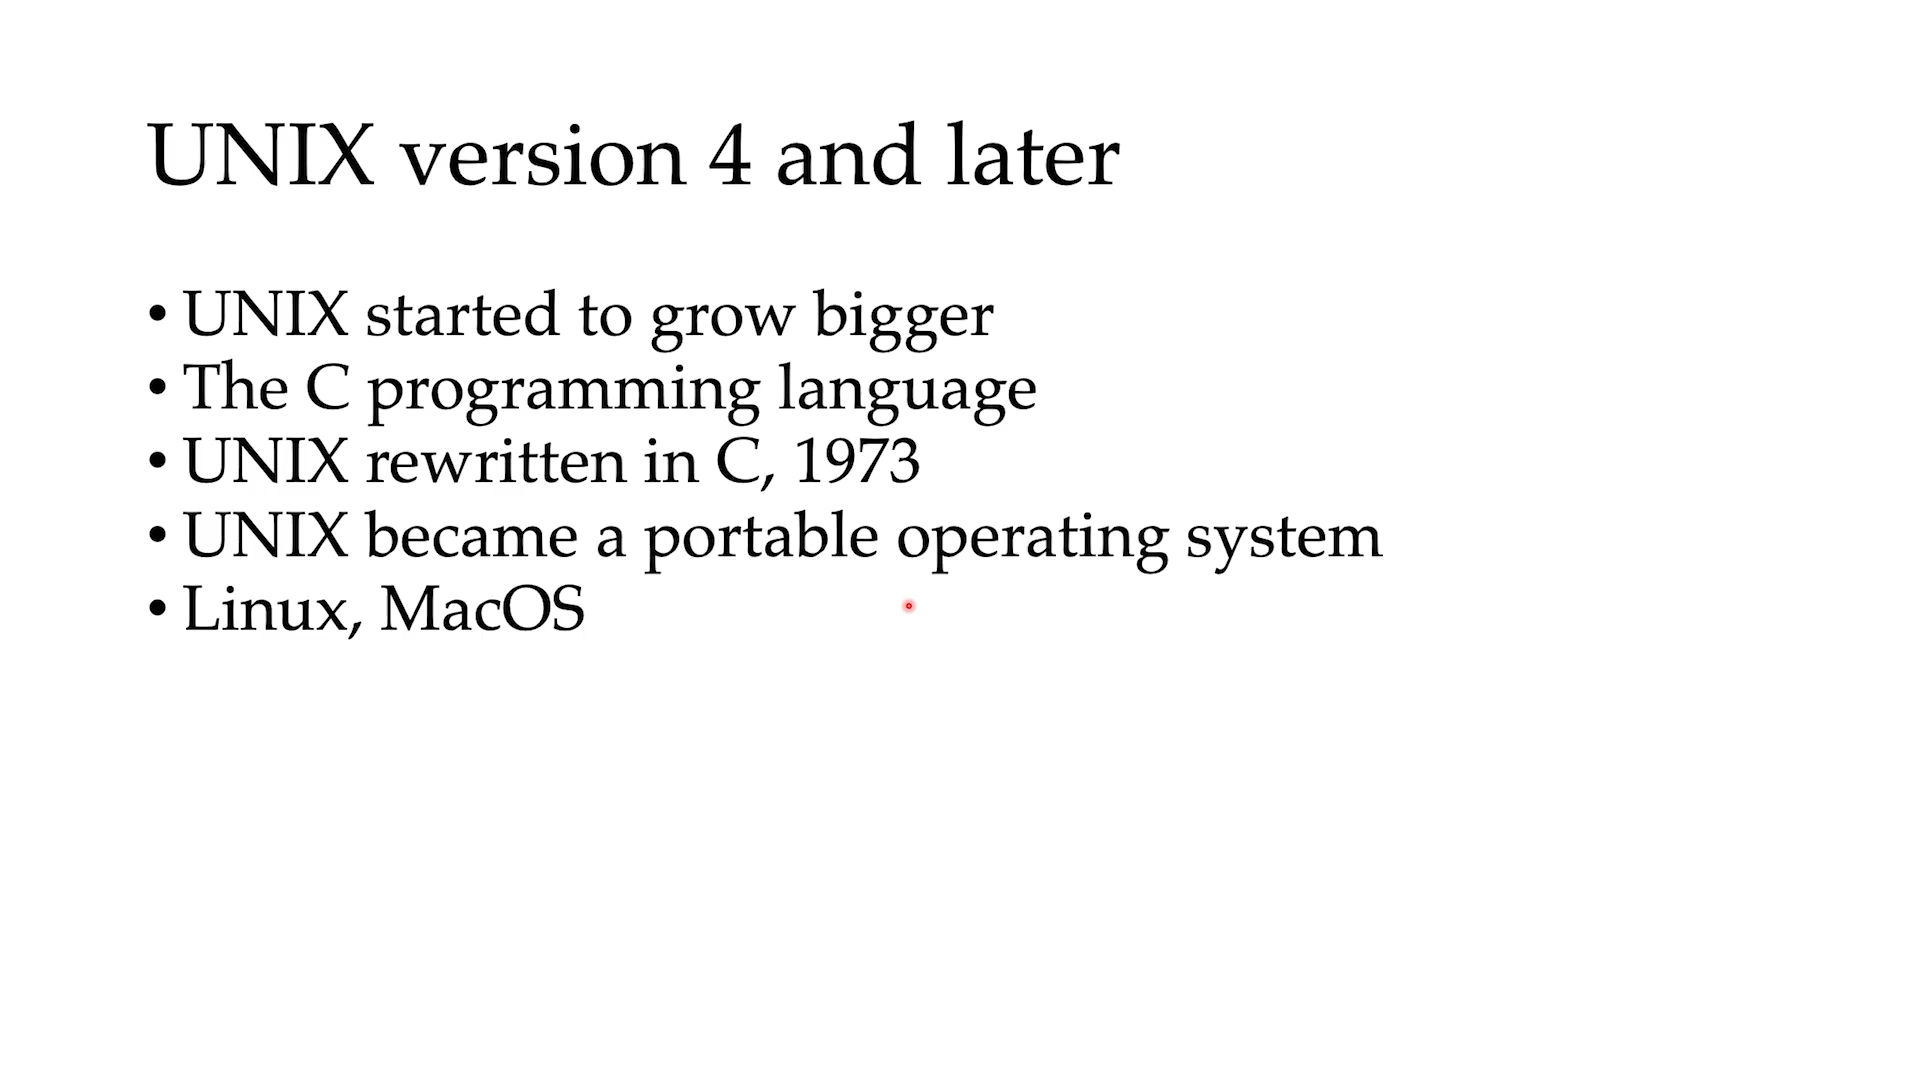 UNIX version 4 and later
• UNIX started to grow bigger
• The C programming language
• UNIX rewritten in C, 1973
• UNIX became a portable operating system
• Linux, MacOS